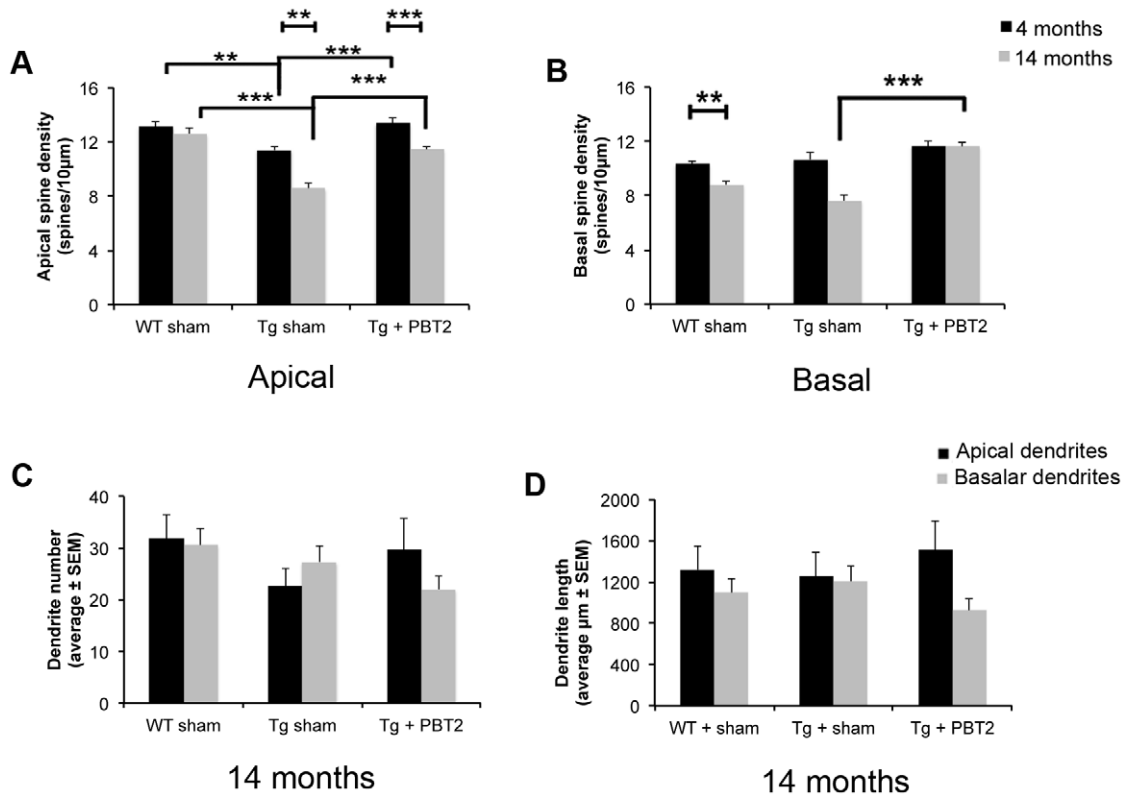 ** ***
4 months
14 months
A
** ***
*** ***
16
12
8
4
0
Apical spine density
(spines/10µm)
WT sham Tg sham Tg + PBT2
Apical
B
** ***
16
12
8
4
0
Basal spine density
(spines/10µm)
WT sham Tg sham Tg + PBT2
Basal
Apical dendrites
Basalar dendrites
C
40
30
20
10
0
Dendrite number
(average ± SEM)
WT sham Tg sham Tg + PBT2
14 months
D
2000
1600
1200
800
400
0
Dendrite length
(average µm ± SEM)
WT + sham Tg + sham Tg + PBT2
14 months